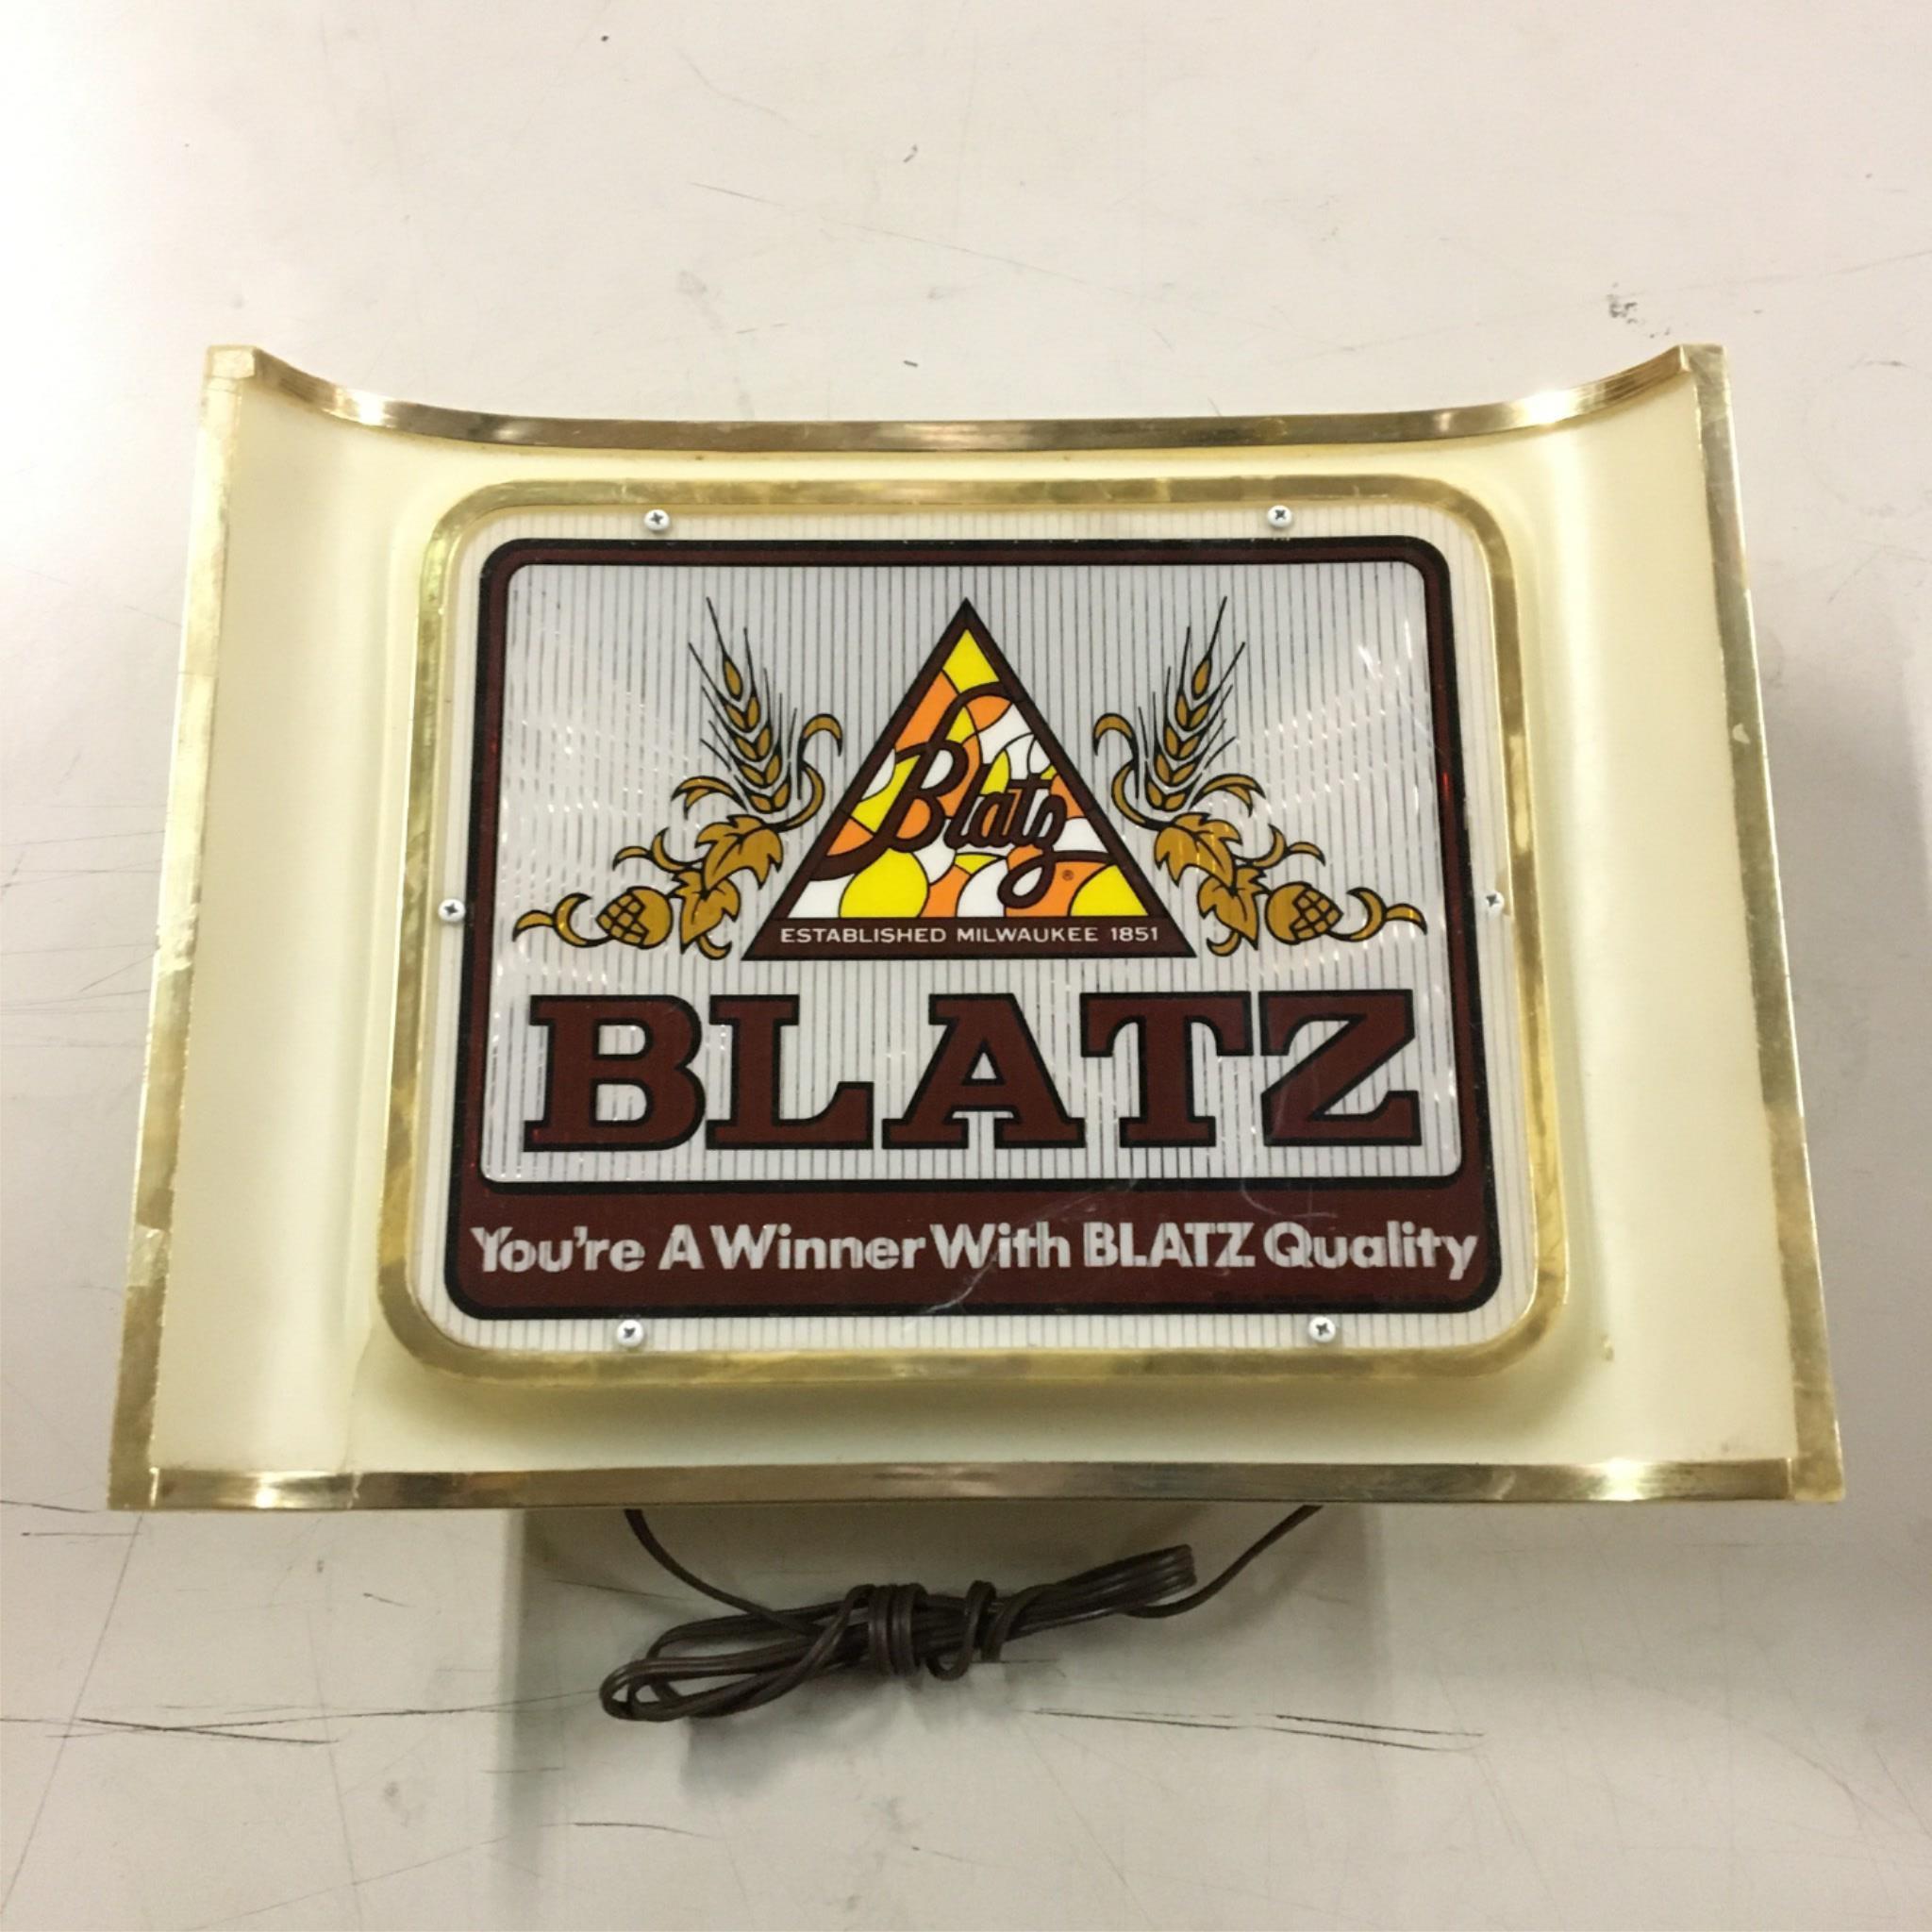 Blatz®
ESTABLISHED MILWAUKEE 1851
BLATZ
You're A Winner With BLATZ Quality